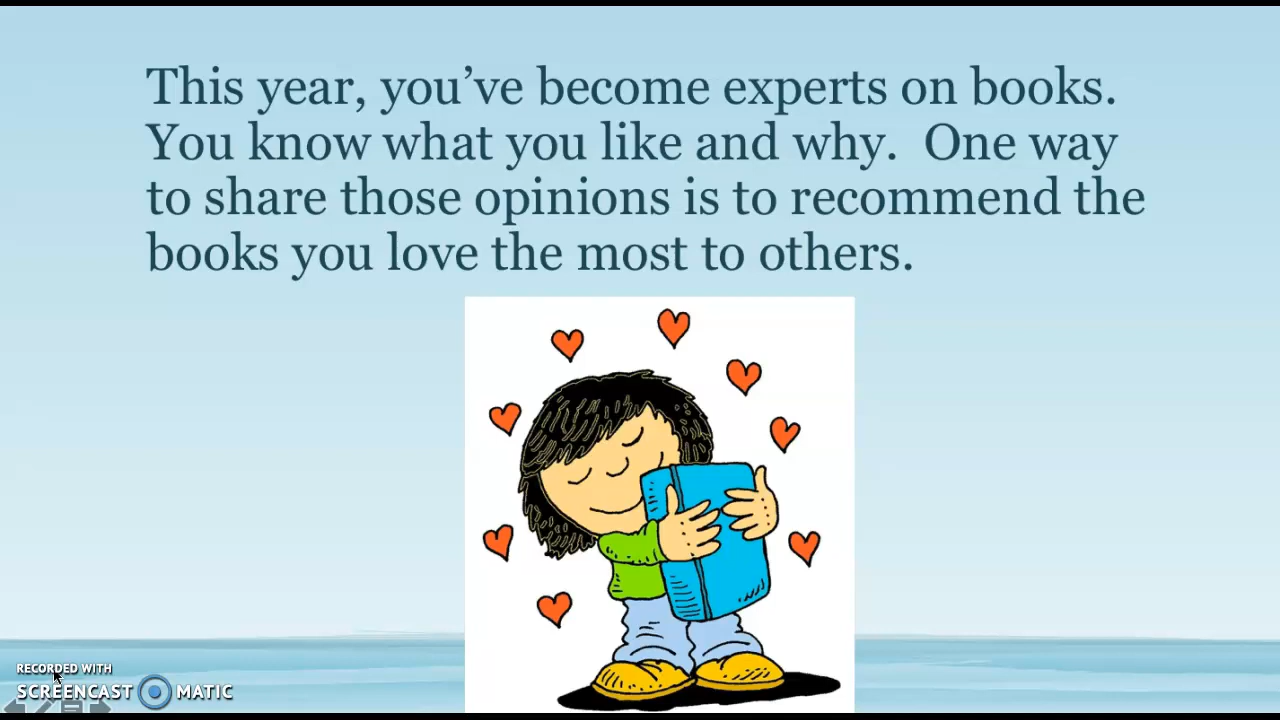 This year, you’ve become experts on books.
You know what you like and why.  One way
to share those opinions is to recommend the
books you love the most to others.
RECORDED WITH
SCREENCAST MATIC